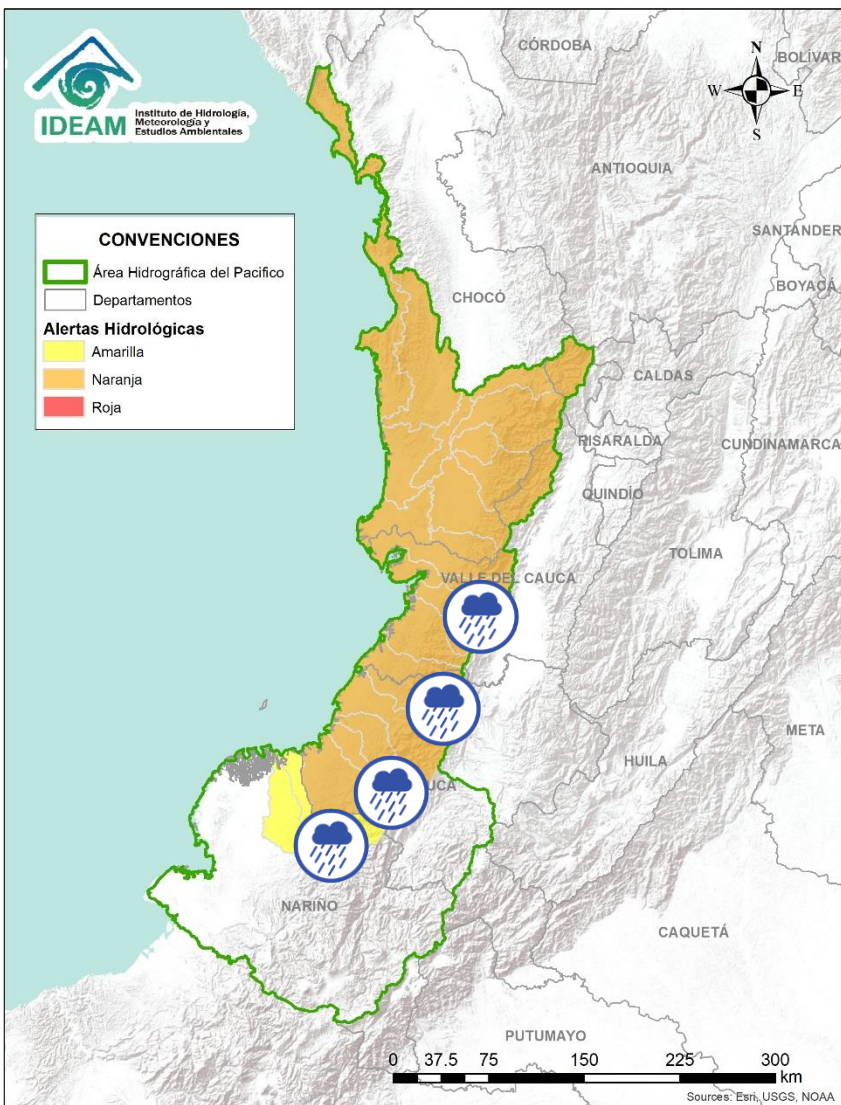 IDEAM
Instituto de Hidrología,
Meteorología y
Estudios Ambientales
CÓRDOBA
BOLÍVAR
N
W
E
S
ANTIOQUIA
SANTANDER
BOYACÁ
CONVENCIONES
Área Hidrográfica del Pacifico
Departamentos
Alertas Hidrológicas
Amarilla
Naranja
Roja
CHOCÓ
CALDAS
RISARALDA
CUNDINAMARCA
QUINDÍO
TOLIMA
VALLE DEL CAUCA
META
HUILA
UCA
NARIÑO
CAQUETÁ
PUTUMAYO
0 37.5 75 150 225 300
km
Sources: Esri, USGS, NOAA